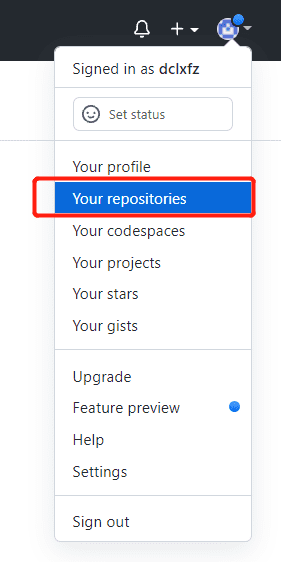 Signed in as dclxfz
Set status
Your profile
Your repositories
Your codespaces
Your projects
Your stars
Your gists
Upgrade
Feature preview
Help
Settings
Sign out